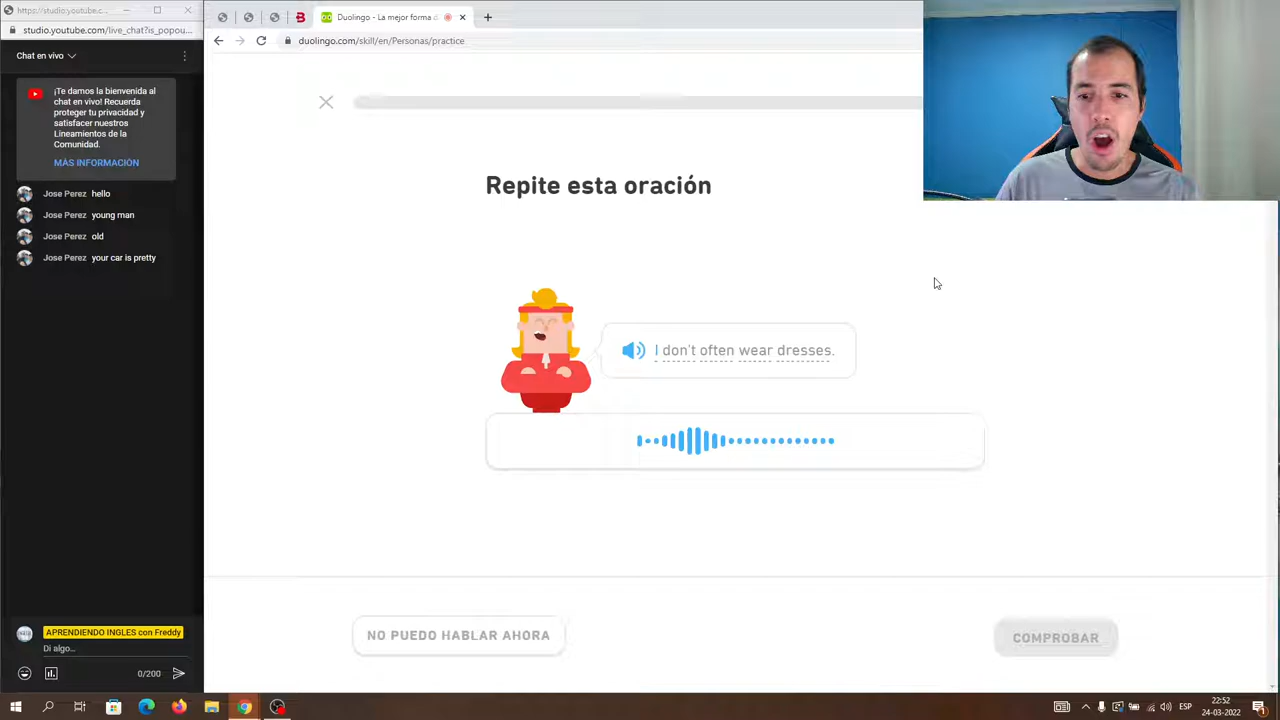 https://studio.youtube.c...
studio.youtube.com/live_chat?is_popou...
Chat en vivo
¡Te damos la bienvenida al
chat en vivo! Recuerda
proteger tu privacidad y
satisfacer nuestros
Lineamientos de la
Comunidad.
MÁS INFORMACIÓN
Jose Perez hello
Jose Perez young man
Jose Perez old
Jose Perez your car is pretty
APRENDIENDO INGLES con Freddy
Di algo...
0/200
Duolingo - La mejor forma d
duolingo.com/skill/en/Personas/practice
Repite esta oración
I don't often wear dresses.
NO PUEDO HABLAR AHORA
COMPROBAR
ESP
22:52
24-03-2022